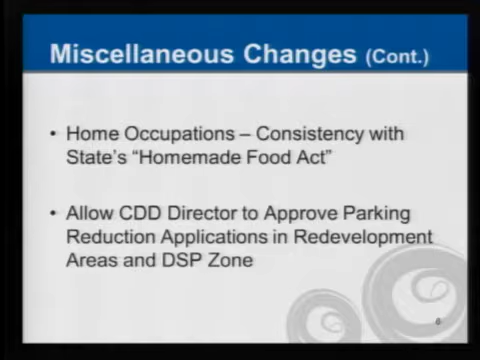 Miscellaneous Changes (Cont.)
• Home Occupations – Consistency with
State's "Homemade Food Act"
• Allow CDD Director to Approve Parking
Reduction Applications in Redevelopment
Areas and DSP Zone
6